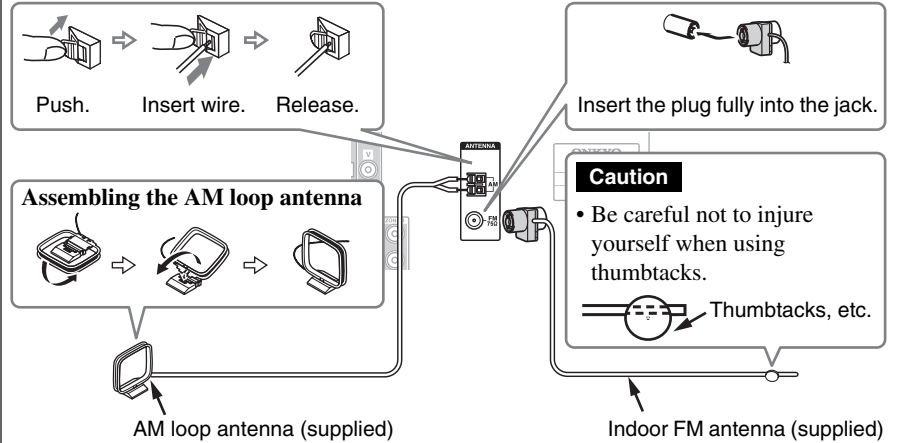 Push.
Insert wire.
Release.
Insert the plug fully into the jack.
ANTENNA
AM
FM
75Ω
V
ONKYO
ZON
Assembling the AM loop antenna
Caution
• Be careful not to injure
yourself when using
thumbtacks.
Thumbtacks, etc.
AM loop antenna (supplied)
Indoor FM antenna (supplied)